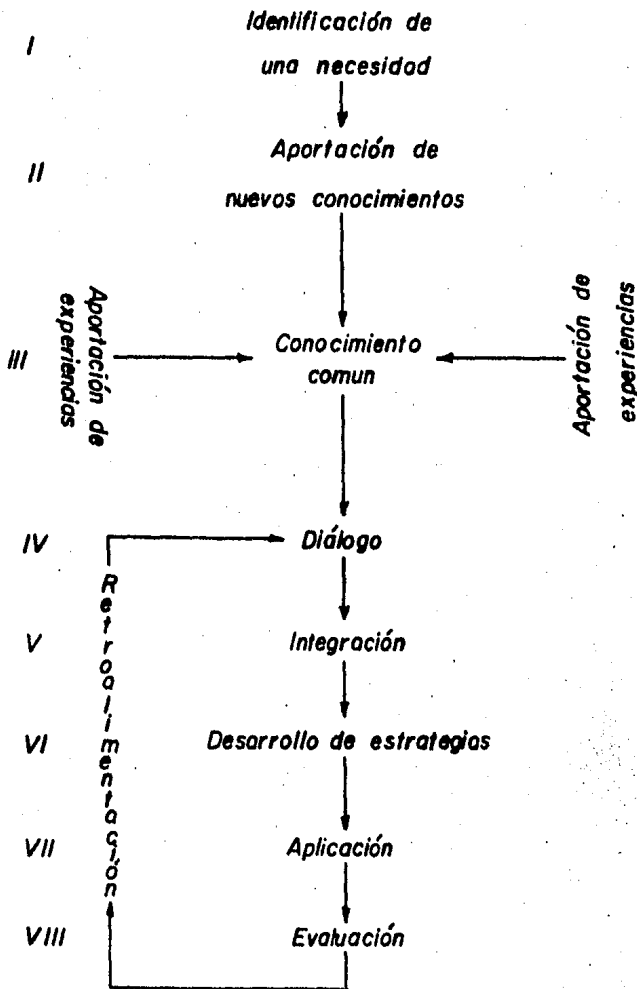 I
Identificación de
una necesidad
II
Aportación de
nuevos conocimientos
III
Aportación de
experiencias
Conocimiento
comun
Aportación de
experiencias
IV
Diálogo
Retroalimentación
V
Integración
VI
Desarrollo de estrategias
VII
Aplicación
VIII
Evaluación